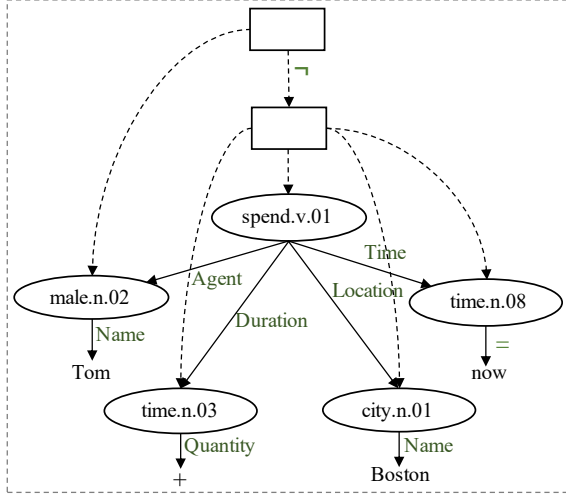 ¬
spend.v.01
Time
Agent
Location
male.n.02
time.n.08
Duration
Name
=
Tom
now
time.n.03
city.n.01
Quantity
Name
+
Boston